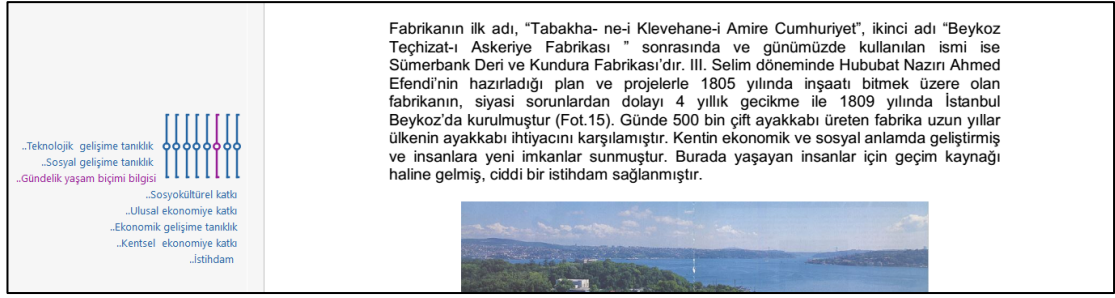 ..Teknolojik gelişime tanıklık
..Sosyal gelişime tanıklık
..Gündelik yaşam biçimi bilgisi
..Sosyokültürel katkı
..Ulusal ekonomiye katkı
..Ekonomik gelişime tanıklık
..Kentsel ekonomiye katkı
..İstihdam
Fabrikanın ilk adı, “Tabakha- ne-i Klevehane-i Amire Cumhuriyet”, ikinci adı “Beykoz
Teçhizat-ı Askeriye Fabrikası ” sonrasında ve günümüzde kullanılan ismi ise
Sümerbank Deri ve Kundura Fabrikası’dır. III. Selim döneminde Hububat Nazırı Ahmed
Efendi’nin hazırladığı plan ve projelerle 1805 yılında inşaatı bitmek üzere olan
fabrikanın, siyasi sorunlardan dolayı 4 yıllık gecikme ile 1809 yılında İstanbul
Beykoz’da kurulmuştur (Fot.15). Günde 500 bin çift ayakkabı üreten fabrika uzun yıllar
ülkenin ayakkabı ihtiyacını karşılamıştır. Kentin ekonomik ve sosyal anlamda geliştirmiş
ve insanlara yeni imkanlar sunmuştur. Burada yaşayan insanlar için geçim kaynağı
haline gelmiş, ciddi bir istihdam sağlanmıştır.